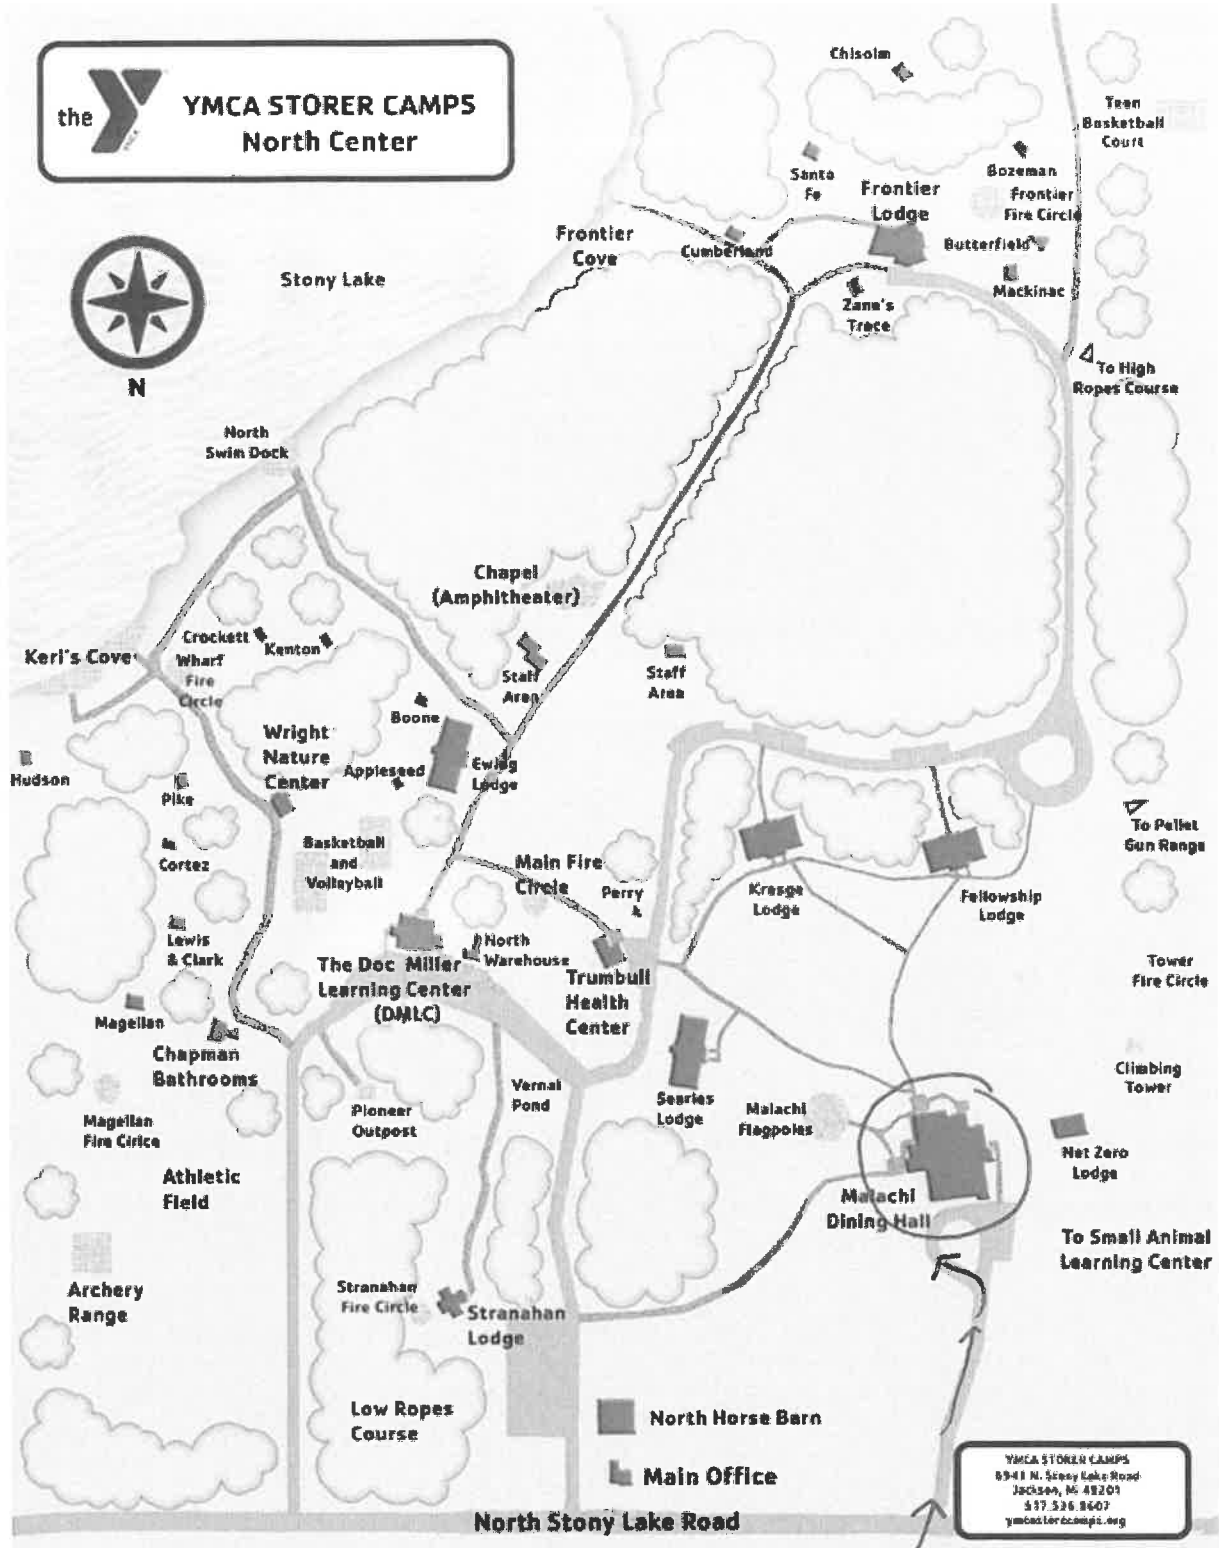 the
YMCA STORER CAMPS
North Center
Chisolm
Teen
Basketball
Court
Santa
Fe
Bozeman
Frontier
Lodge
Frontier
Fire Circle
Frontier
Cove
Cumberland
Butterfield
Stony Lake
Mackinac
Zane's
Trace
N
To High
Ropes Course
North
Swim Dock
Chapel
(Amphitheater)
Crockett
Kenton
Keri's Cove
Wharf
Fire
Circle
Staff
Area
Staff
Area
Boone
Wright
Nature
Center
Hudson
Pike
Appleseed
Ewing
Lodge
To Pellet
Gun Range
Cortez
Basketball
and
Volleyball
Main Fire
Circle
Perry
Kresge
Lodge
Fellowship
Lodge
Lewis
& Clark
North
Warehouse
The Doc Miller
Learning Center
(DMLC)
Trumbull
Health
Center
Tower
Fire Circle
Magellan
Chapman
Bathrooms
Climbing
Tower
Vernal
Pond
Searles
Lodge
Malachi
Flagpoles
Pioneer
Outpost
Magellan
Fire Cirlce
Net Zero
Lodge
Athletic
Field
Malachi
Dining Hall
To Small Animal
Learning Center
Archery
Range
Stranahan
Fire Circle
Stranahan
Lodge
Low Ropes
Course
North Horse Barn
Main Office
YMCA STORER CAMPS
N. Stony Lake Road
Jackson, MI 49201
ymcastorercamps.org
North Stony Lake Road